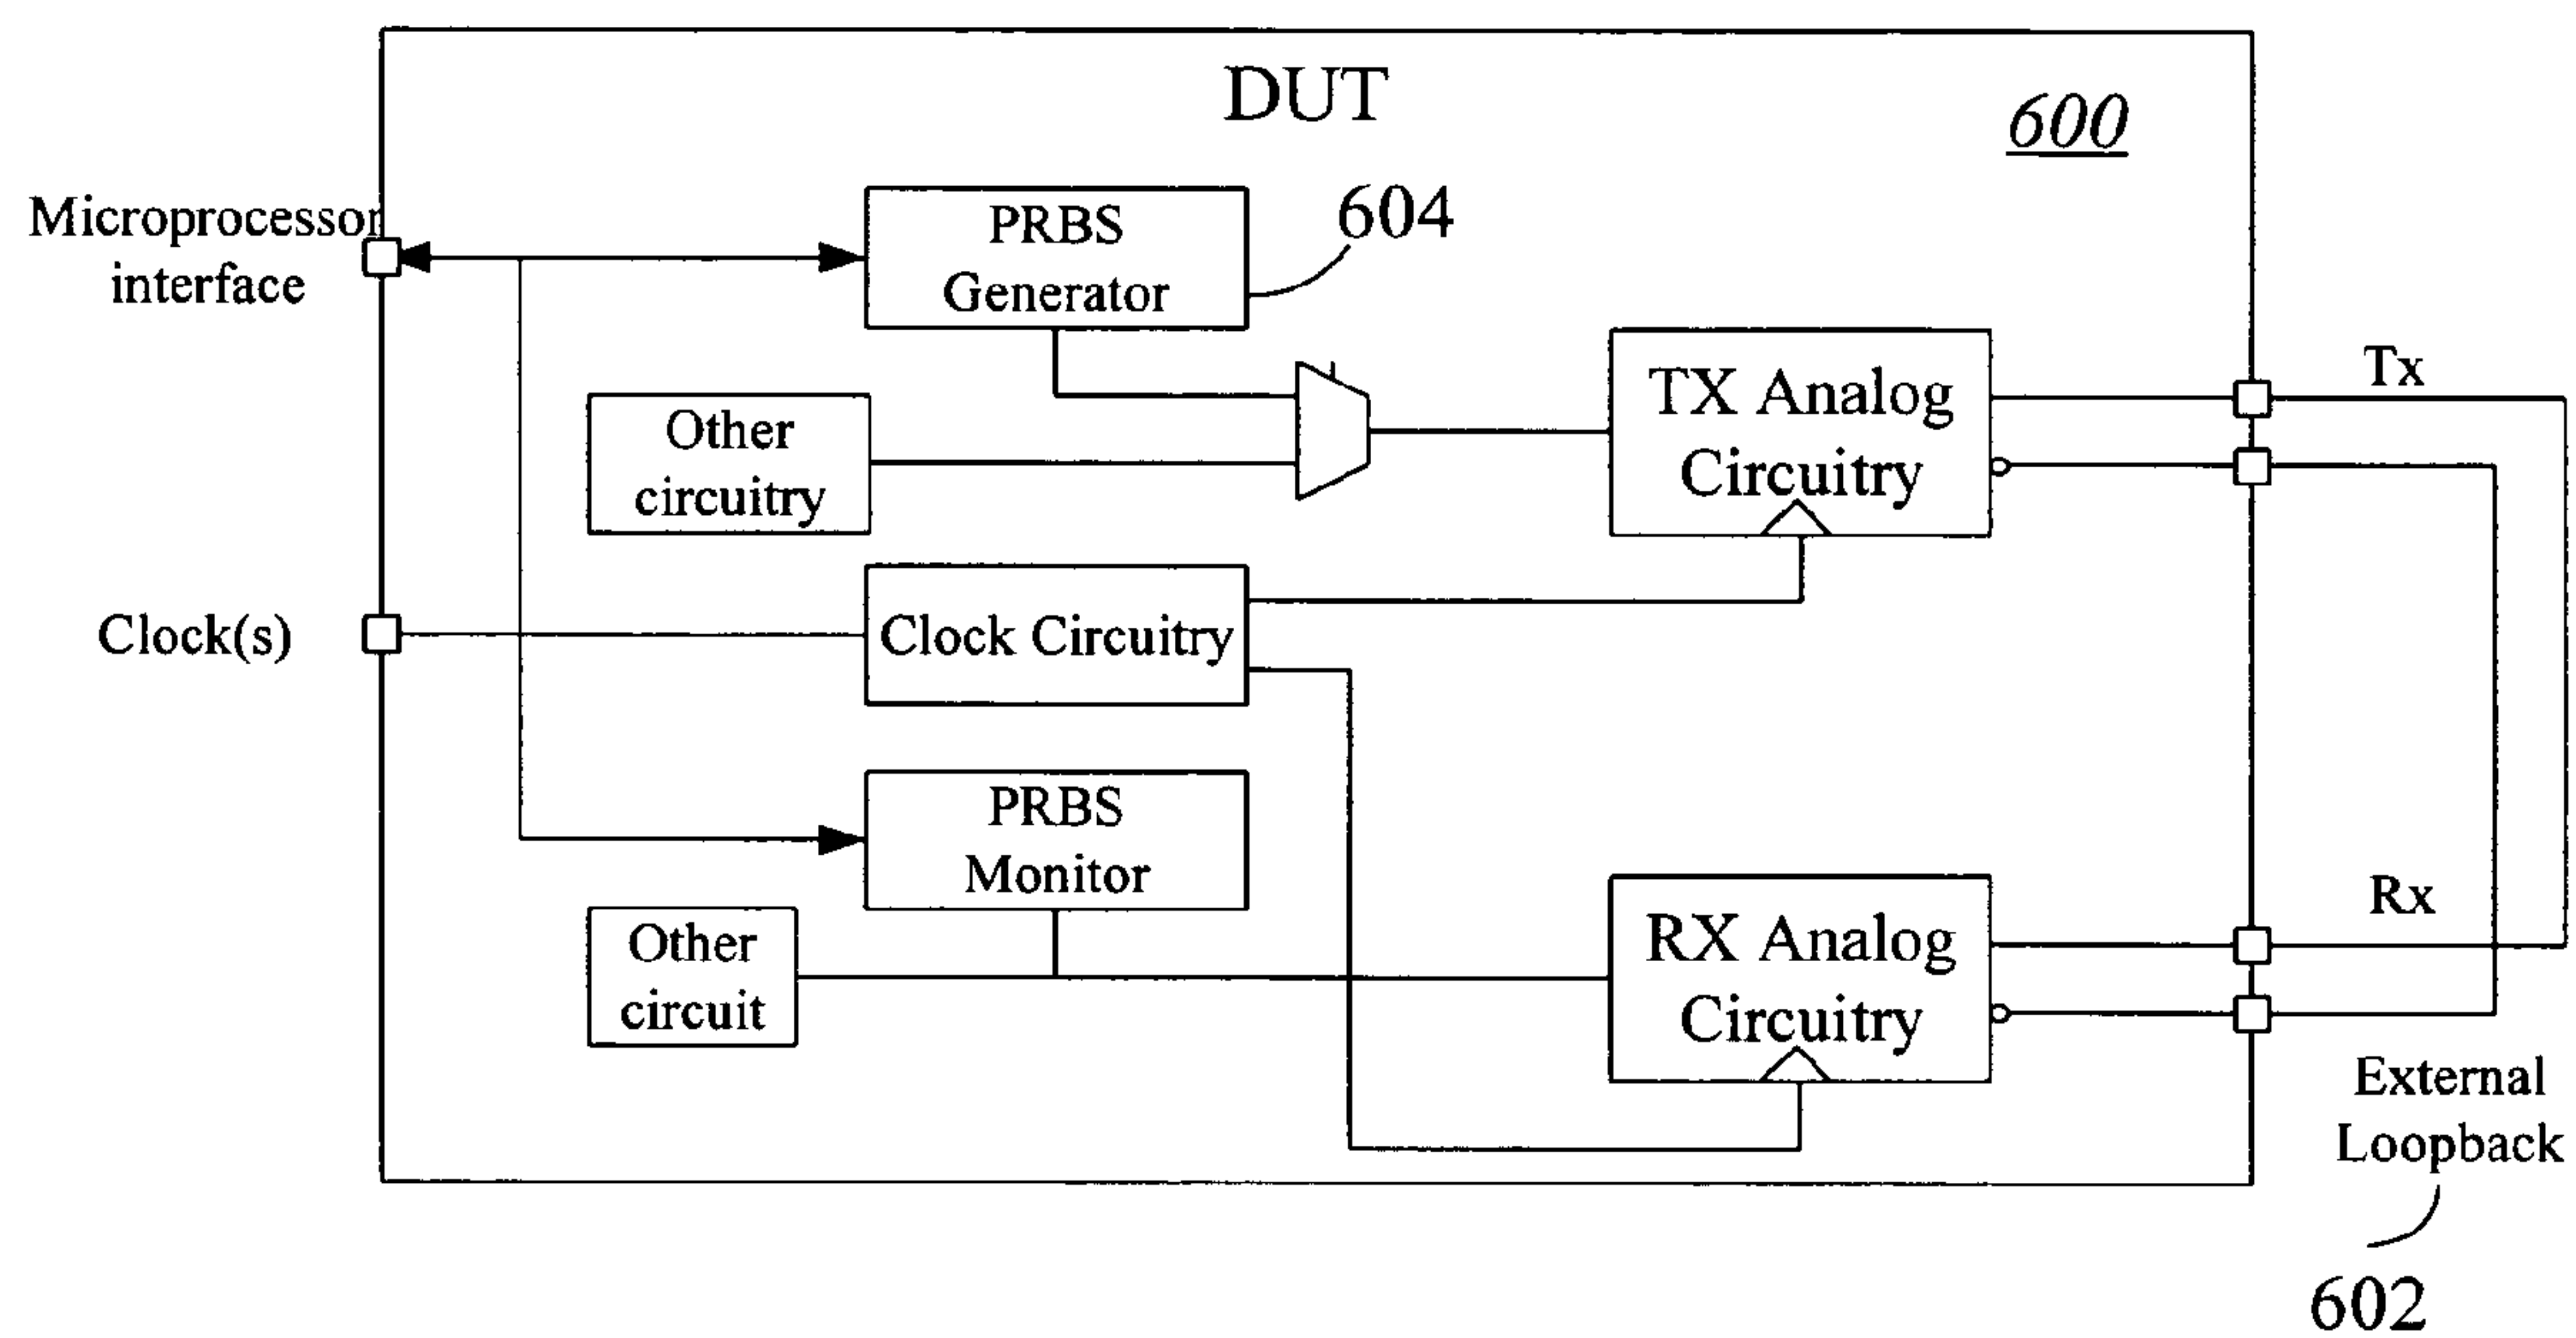 DUT
600
Microprocessor
interface
PRBS
Generator
604
Other
circuitry
TX Analog
Circuitry
Tx
Clock(s)
Clock Circuitry
PRBS
Monitor
Other
circuit
RX Analog
Circuitry
Rx
External
Loopback
602